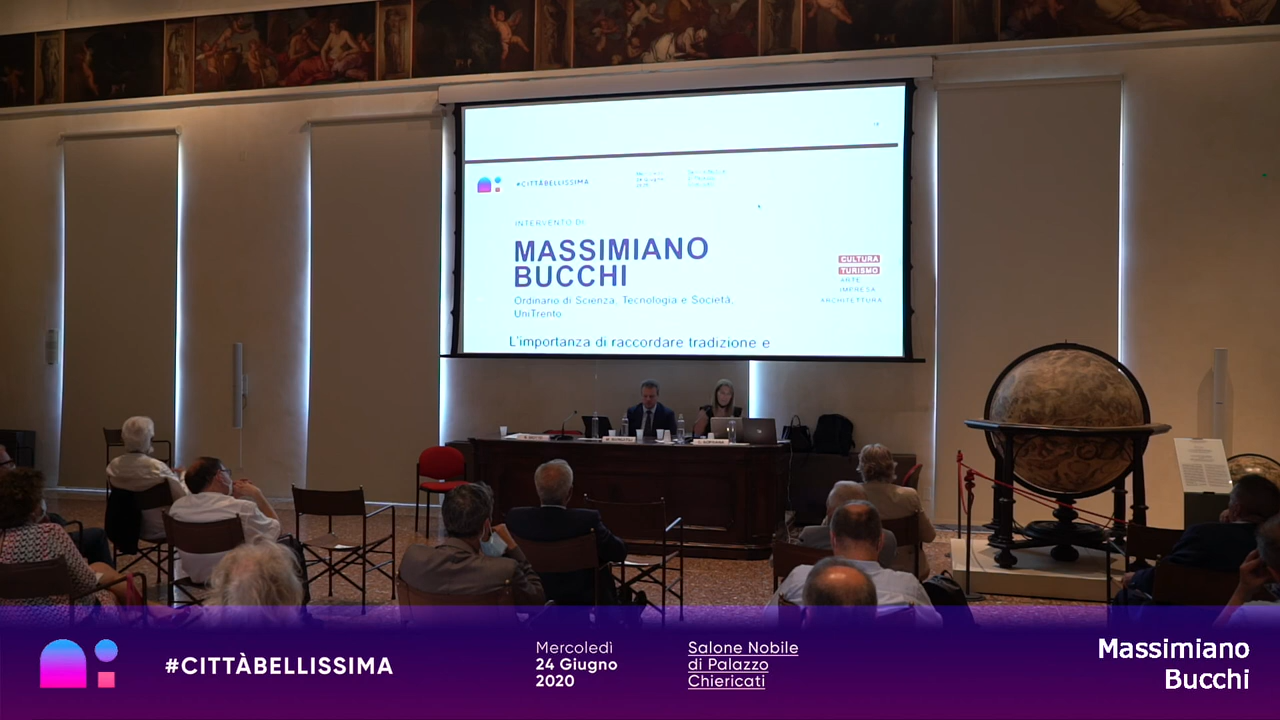 #CITTÀBELLISSIMA
INTERVENTO DI
MASSIMIANO
BUCCHI
Ordinario di Scienza, Tecnologia e Società,
UniTrento
L'importanza di raccordare tradizione e
CULTURA
TURISMO
ARTE
IMPRESA
ARCHITETTURA
#CITTÀBELLISSIMA
Mercoledì
24 Giugno
2020
Salone Nobile
di Palazzo
Chiericati
Massimiano
Bucchi